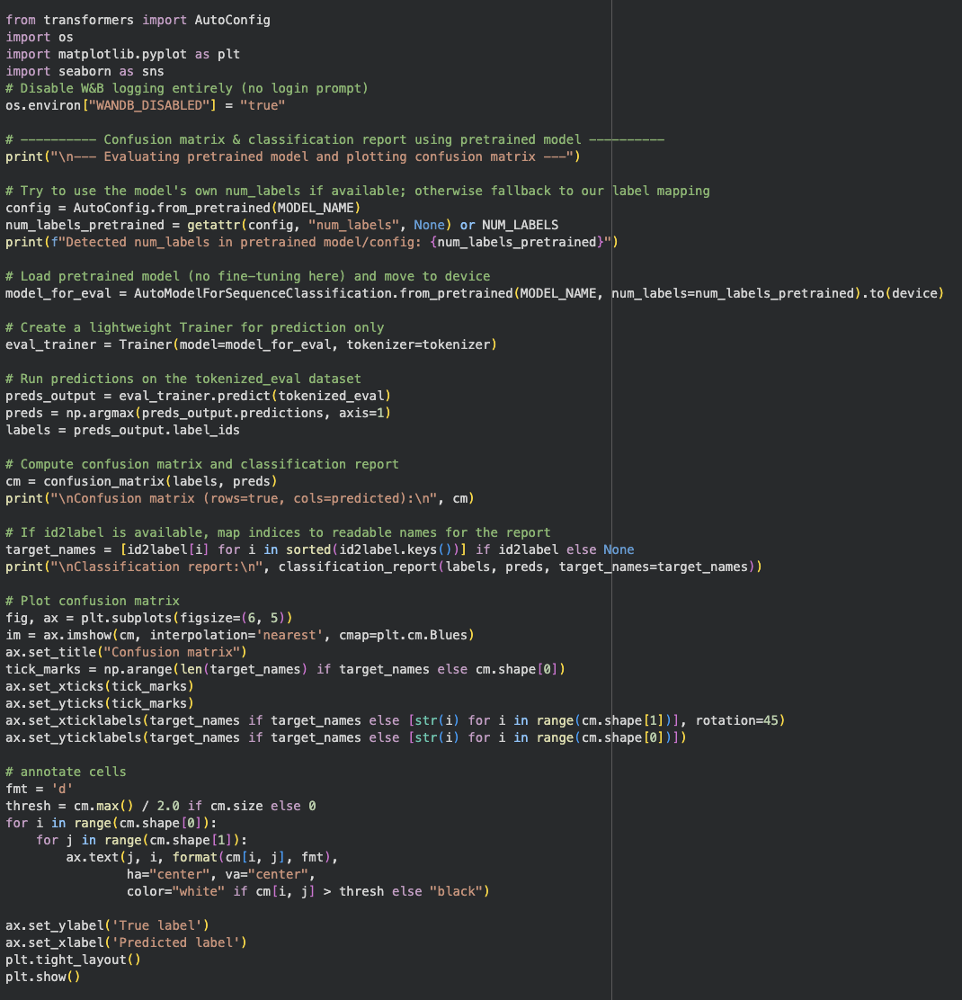 from transformers import AutoConfig
import os
import matplotlib.pyplot as plt
import seaborn as sns
# Disable W&B logging entirely (no login prompt)
os.environ["WANDB_DISABLED"] = "true"

# ---------- Confusion matrix & classification report using pretrained model ----------
print("\n--- Evaluating pretrained model and plotting confusion matrix ---")

# Try to use the model's own num_labels if available; otherwise fallback to our label mapping
config = AutoConfig.from_pretrained(MODEL_NAME)
num_labels_pretrained = getattr(config, "num_labels", None) or NUM_LABELS
print(f"Detected num_labels in pretrained model/config: {num_labels_pretrained}")

# Load pretrained model (no fine-tuning here) and move to device
model_for_eval = AutoModelForSequenceClassification.from_pretrained(MODEL_NAME, num_labels=num_labels_pretrained).to(device)

# Create a lightweight Trainer for prediction only
eval_trainer = Trainer(model=model_for_eval, tokenizer=tokenizer)

# Run predictions on the tokenized_eval dataset
preds_output = eval_trainer.predict(tokenized_eval)
preds = np.argmax(preds_output.predictions, axis=1)
labels = preds_output.label_ids

# Compute confusion matrix and classification report
cm = confusion_matrix(labels, preds)
print("\nConfusion matrix (rows=true, cols=predicted):\n", cm)

# If id2label is available, map indices to readable names for the report
target_names = [id2label[i] for i in sorted(id2label.keys())] if id2label else None
print("\nClassification report:\n", classification_report(labels, preds, target_names=target_names))

# Plot confusion matrix
fig, ax = plt.subplots(figsize=(6, 5))
im = ax.imshow(cm, interpolation='nearest', cmap=plt.cm.Blues)
ax.set_title("Confusion matrix")
tick_marks = np.arange(len(target_names) if target_names else cm.shape[0])
ax.set_xticks(tick_marks)
ax.set_yticks(tick_marks)
ax.set_xticklabels(target_names if target_names else [str(i) for i in range(cm.shape[1])], rotation=45)
ax.set_yticklabels(target_names if target_names else [str(i) for i in range(cm.shape[0])])

# annotate cells
fmt = 'd'
thresh = cm.max() / 2.0 if cm.size else 0
for i in range(cm.shape[0]):
    for j in range(cm.shape[1]):
        ax.text(j, i, format(cm[i, j], fmt),
                ha="center", va="center",
                color="white" if cm[i, j] > thresh else "black")

ax.set_ylabel('True label')
ax.set_xlabel('Predicted label')
plt.tight_layout()
plt.show()